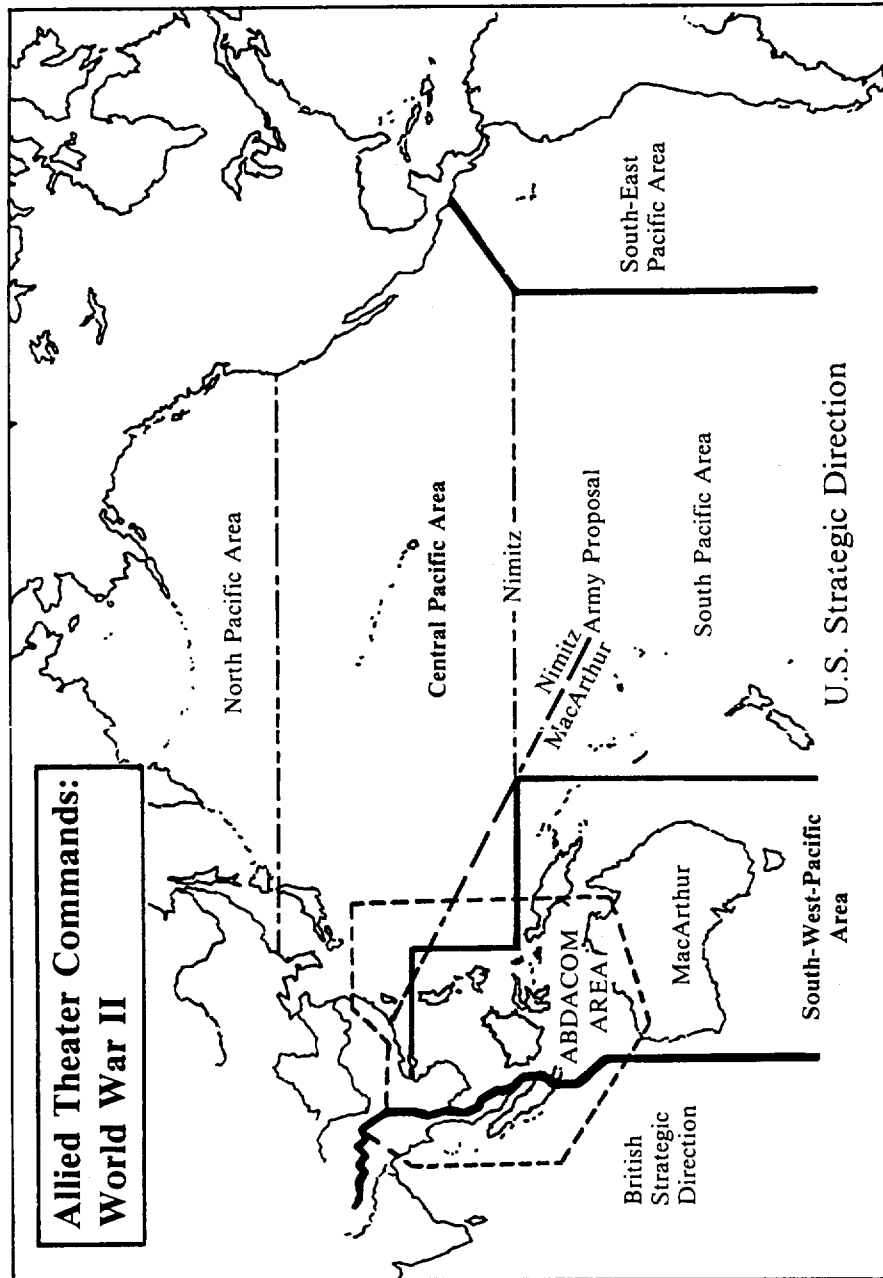 Allied Theater Commands:
World War II
North Pacific Area
Central Pacific Area
Nimitz
Nimitz
MacArthur
Army Proposal
South Pacific Area
South-East
Pacific Area
ABDACOM
AREA
MacArthur
South-West-Pacific
Area
British
Strategic
Direction
U.S. Strategic Direction